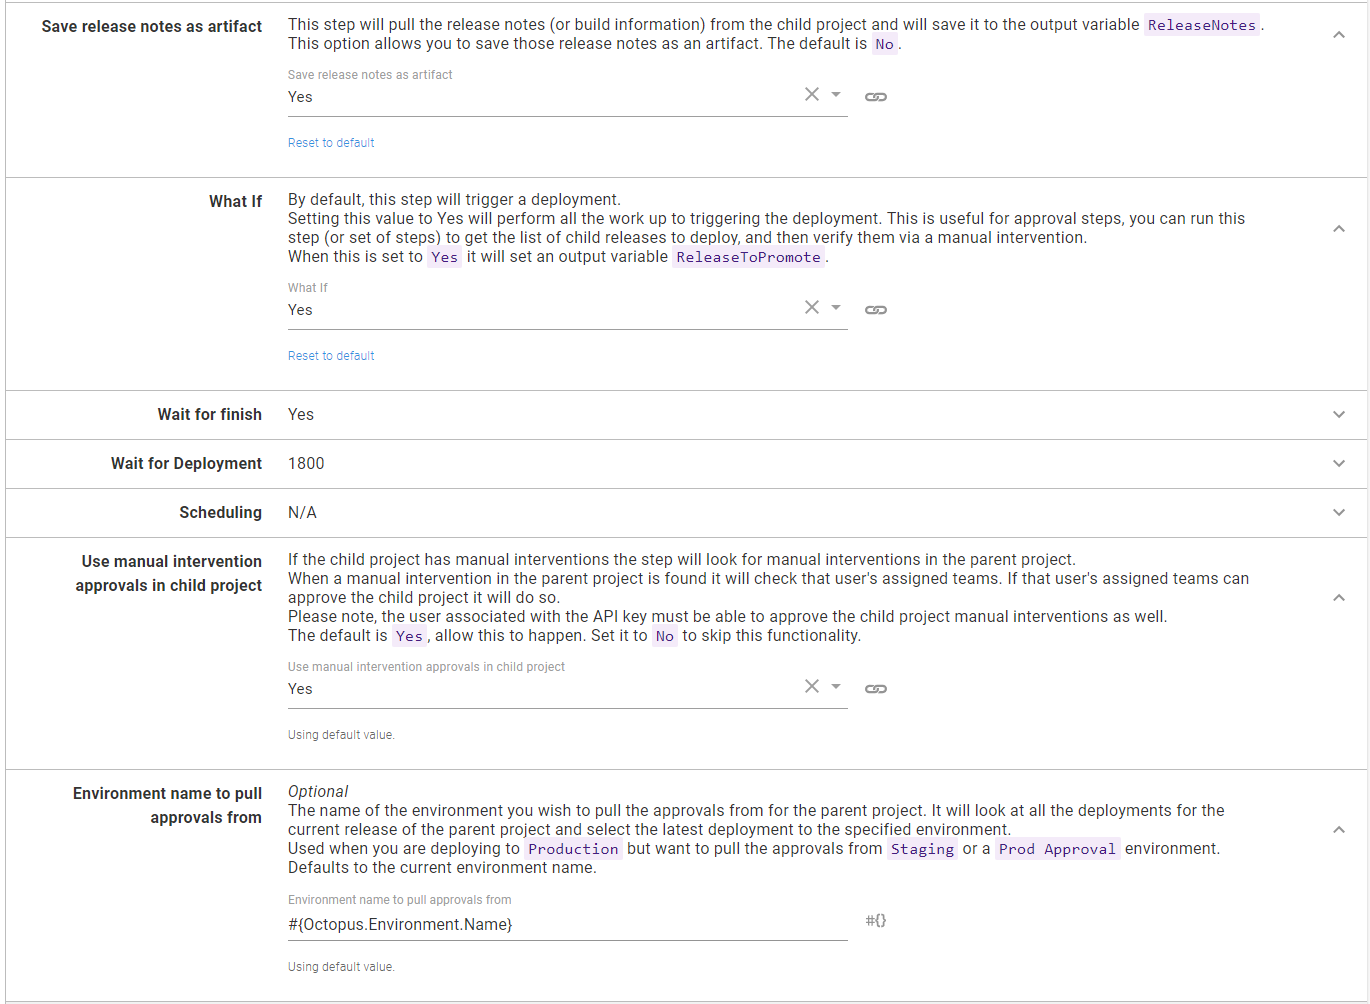 Save release notes as artifact
This step will pull the release notes (or build information) from the child project and will save it to the output variable ReleaseNotes.
This option allows you to save those release notes as an artifact. The default is No.
Save release notes as artifact
Yes
Reset to default
What If
By default, this step will trigger a deployment.
Setting this value to Yes will perform all the work up to triggering the deployment. This is useful for approval steps, you can run this
step (or set of steps) to get the list of child releases to deploy, and then verify them via a manual intervention.
When this is set to Yes it will set an output variable ReleaseToPromote.
What If
Yes
Reset to default
Wait for finish
Yes
Wait for Deployment
1800
Scheduling
N/A
Use manual intervention
approvals in child project
If the child project has manual interventions the step will look for manual interventions in the parent project.
When a manual intervention in the parent project is found it will check that user's assigned teams. If that user's assigned teams can
approve the child project it will do so.
Please note, the user associated with the API key must be able to approve the child project manual interventions as well.
The default is Yes, allow this to happen. Set it to No to skip this functionality.
Use manual intervention approvals in child project
Yes
Using default value.
Environment name to pull
approvals from
Optional
The name of the environment you wish to pull the approvals from for the parent project. It will look at all the deployments for the
current release of the parent project and select the latest deployment to the specified environment.
Used when you are deploying to Production but want to pull the approvals from Staging or a Prod Approval environment.
Defaults to the current environment name.
Environment name to pull approvals from
#{Octopus.Environment.Name}
#{}
Using default value.